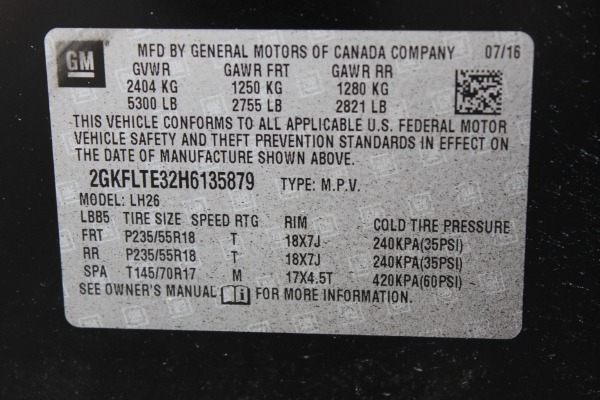 GM
MFD BY GENERAL MOTORS OF CANADA COMPANY 07/16
GVWR GAWR FRT GAWR RR
2404 KG 1250 KG 1280 KG
5300 LB 2755 LB 2821 LB
THIS VEHICLE CONFORMS TO ALL APPLICABLE U.S. FEDERAL MOTOR
VEHICLE SAFETY AND THEFT PREVENTION STANDARDS IN EFFECT ON
THE DATE OF MANUFACTURE SHOWN ABOVE.
2GKFLTE32H6135879 TYPE: M.P.V.
MODEL: LH26
LBB5 TIRE SIZE SPEED RTG RIM COLD TIRE PRESSURE
FRT P235/55R18 T 18X7J 240KPA(35PSI)
RR P235/55R18 T 18X7J 240KPA(35PSI)
SPA T145/70R17 M 17X4.5T 420KPA(60PSI)
SEE OWNER'S MANUAL FOR MORE INFORMATION.